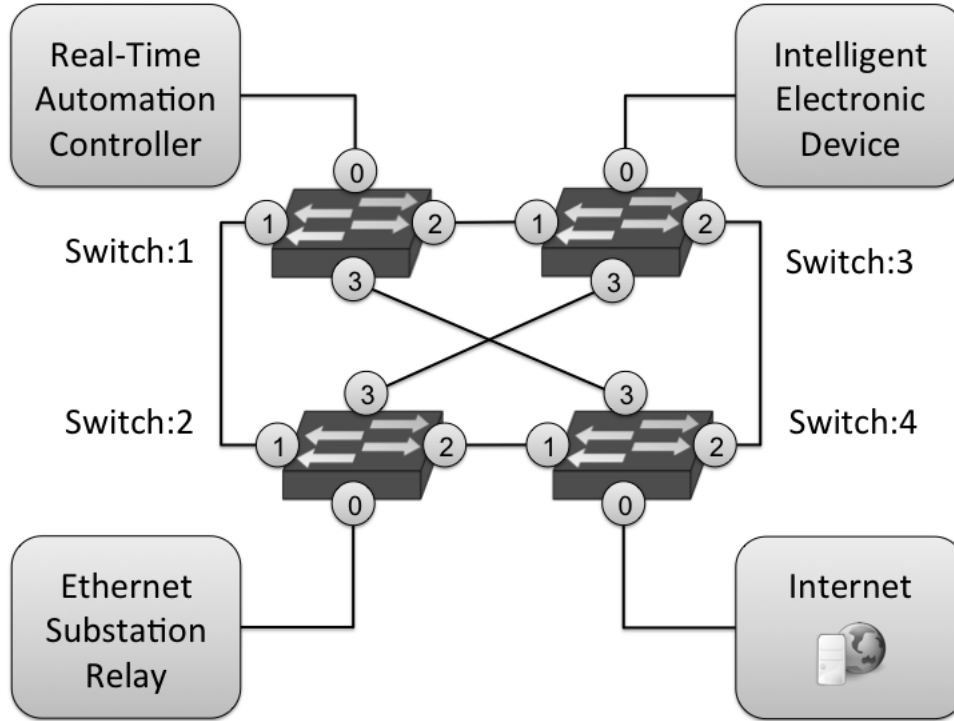 Real-Time
Automation
Controller
Intelligent
Electronic
Device
0
0
1
2
1
2
Switch:1
Switch:3
3
3
3
3
Switch:2
Switch:4
1
2
1
2
0
0
Ethernet
Substation
Relay
Internet